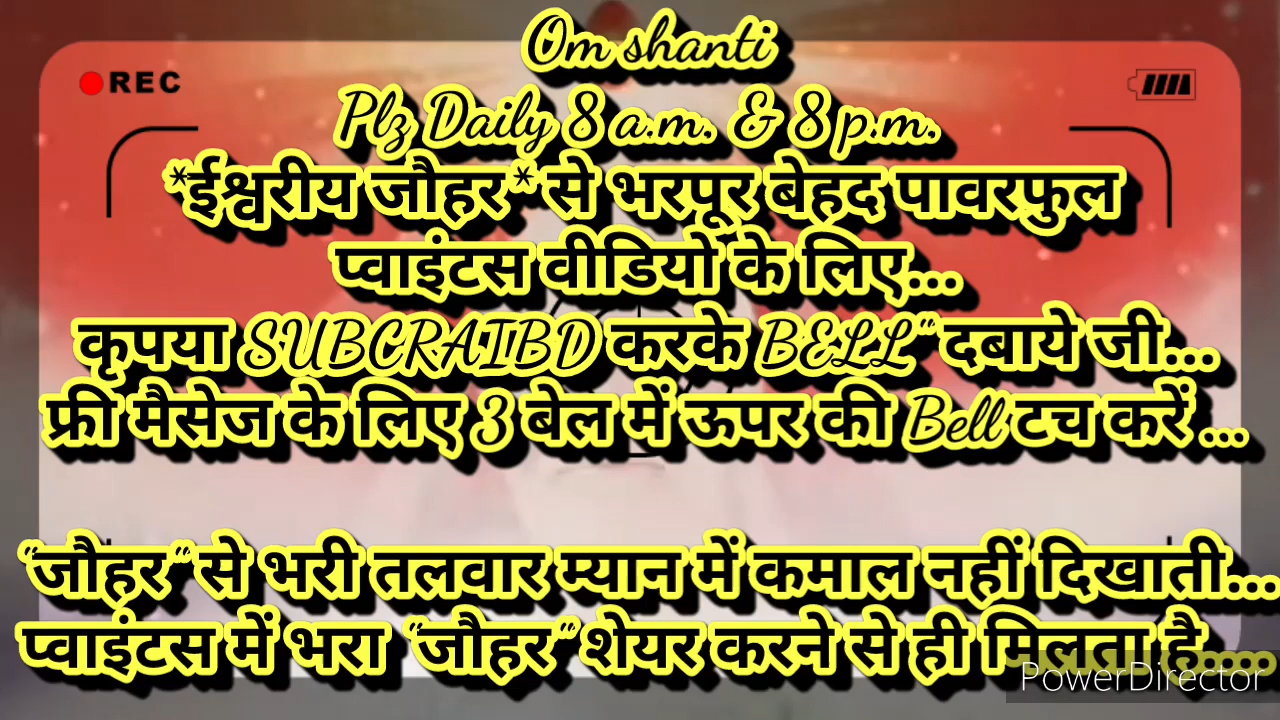 Om shanti
REC
Plz Daily 8 a.m. & 8 p.m.
*ईश्वरीय जौहर* से भरपूर बेहद पावरफुल
प्वाइंटस वीडियो के लिए...
कृपया SUBCRAIBD करके BELL" दबाये जी...
फ्री मैसेज के लिए 3 बेल में ऊपर की Bell टच करें ...
"जौहर" से भरी तलवार म्यान में कमाल नहीं दिखाती...
प्वाइंटस में भरा "जौहर" शेयर करने से ही मिलता है....
PowerDirector